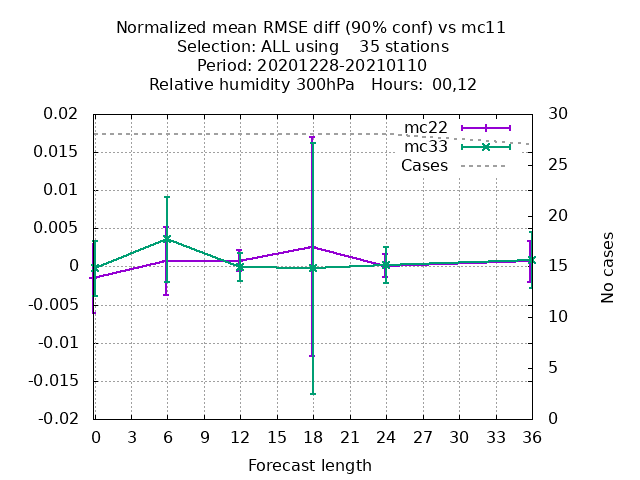 Normalized mean RMSE diff (90% conf) vs mc11
Selection: ALL using    35 stations
Period: 20201228-20210110
Relative humidity 300hPa   Hours: 00,12
0.02
0.015
0.01
0.005
0
-0.005
-0.01
-0.015
-0.02
30
25
20
15
10
5
0
mc22
mc33
Cases
No cases
0 3 6 9 12 15 18 21 24 27 30 33 36
Forecast length